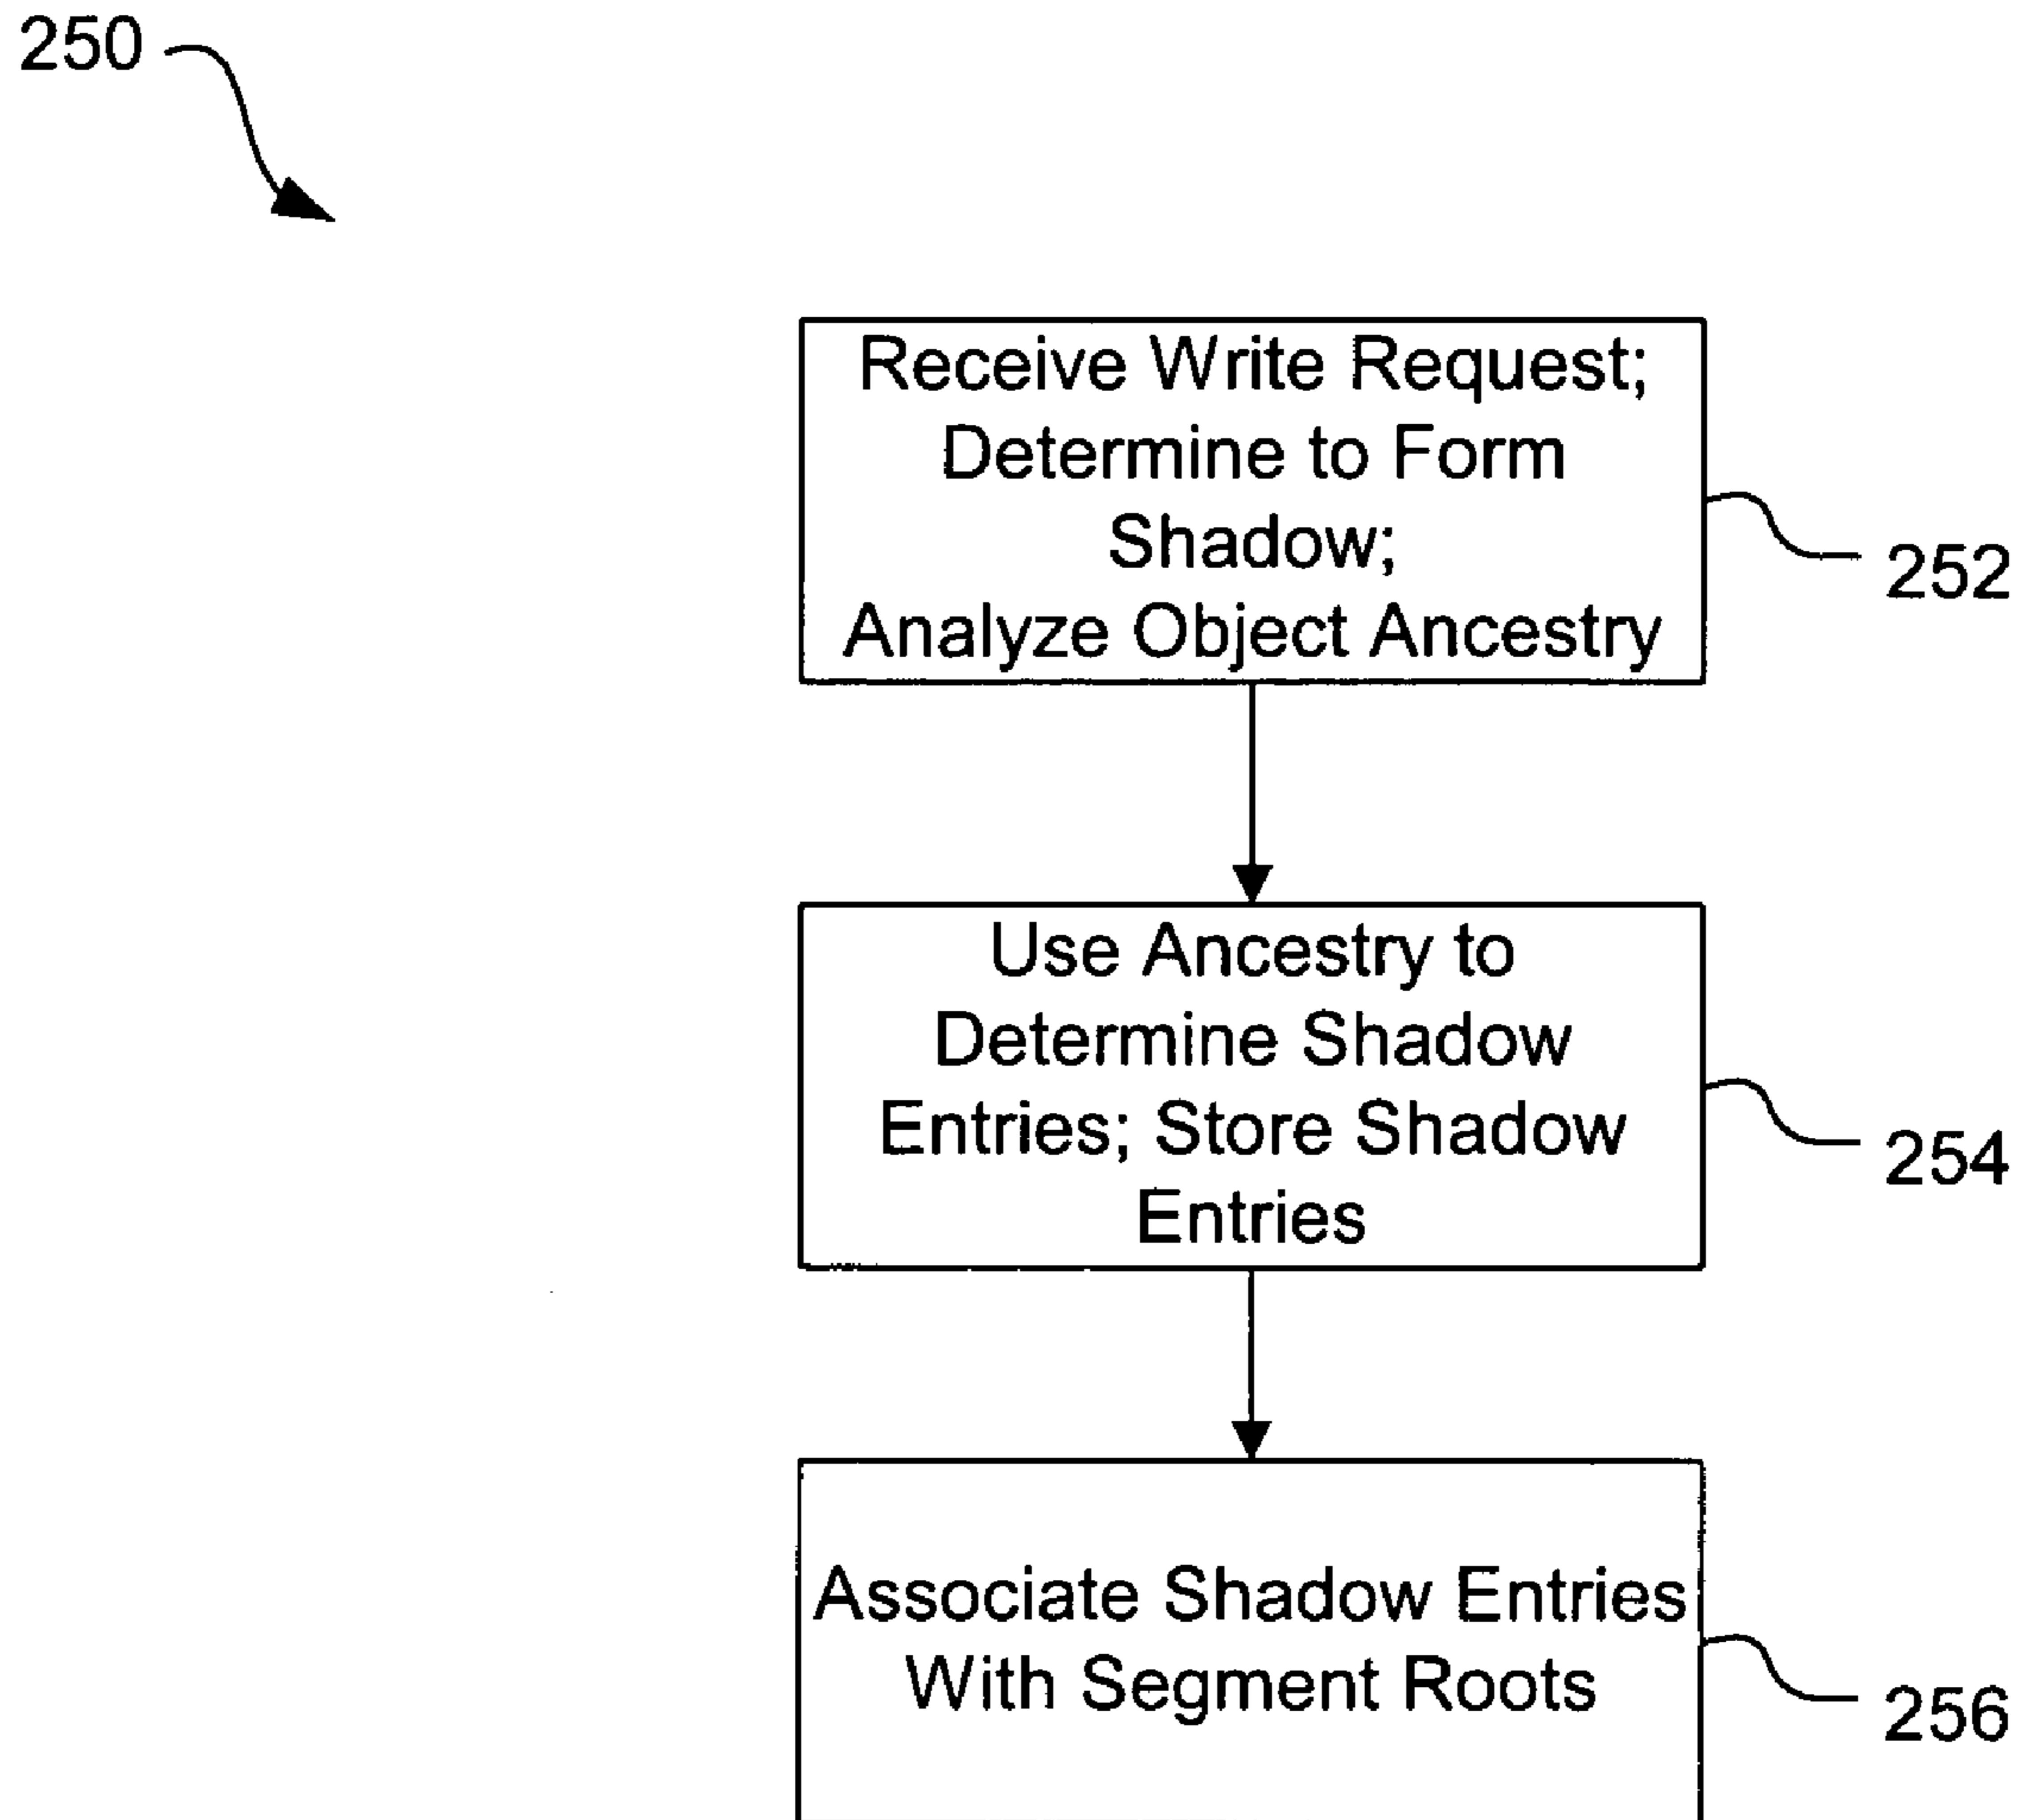 250
Receive Write Request;
Determine to Form
Shadow;
Analyze Object Ancestry
252
Use Ancestry to
Determine Shadow
Entries; Store Shadow
Entries
254
Associate Shadow Entries
With Segment Roots
256